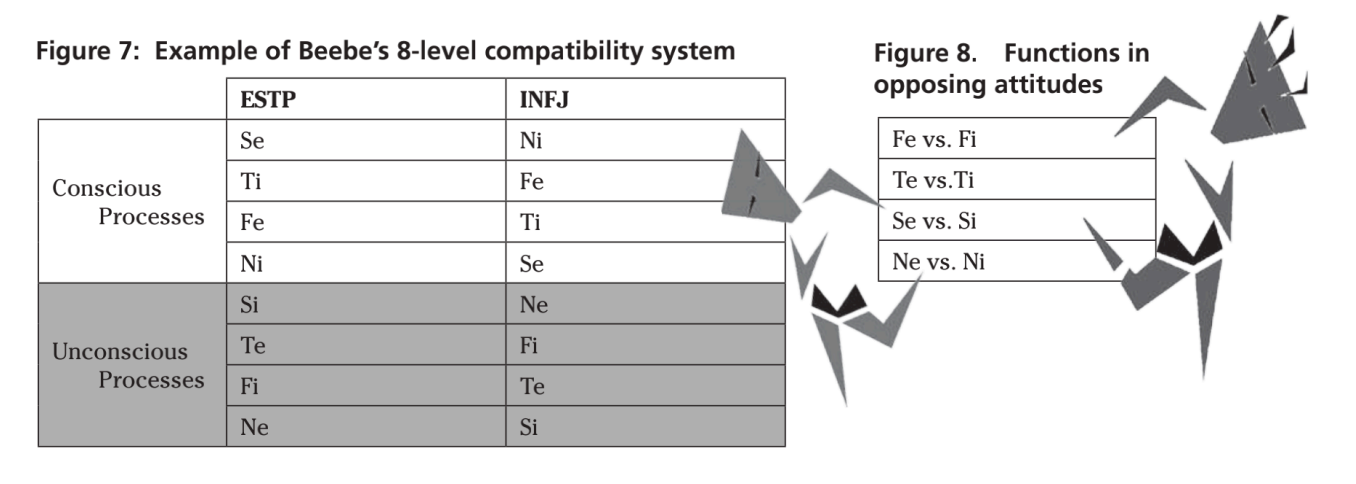 Figure 7: Example of Beebe's 8-level compatibility system
ESTP INFJ
Conscious
Processes
Se Ni
Ti Fe
Fe Ti
Ni Se
Unconscious
Processes
Si Ne
Te Fi
Fi Te
Ne Si
Figure 8. Functions in
opposing attitudes
Fe vs. Fi
Te vs.Ti
Se vs. Si
Ne vs. Ni